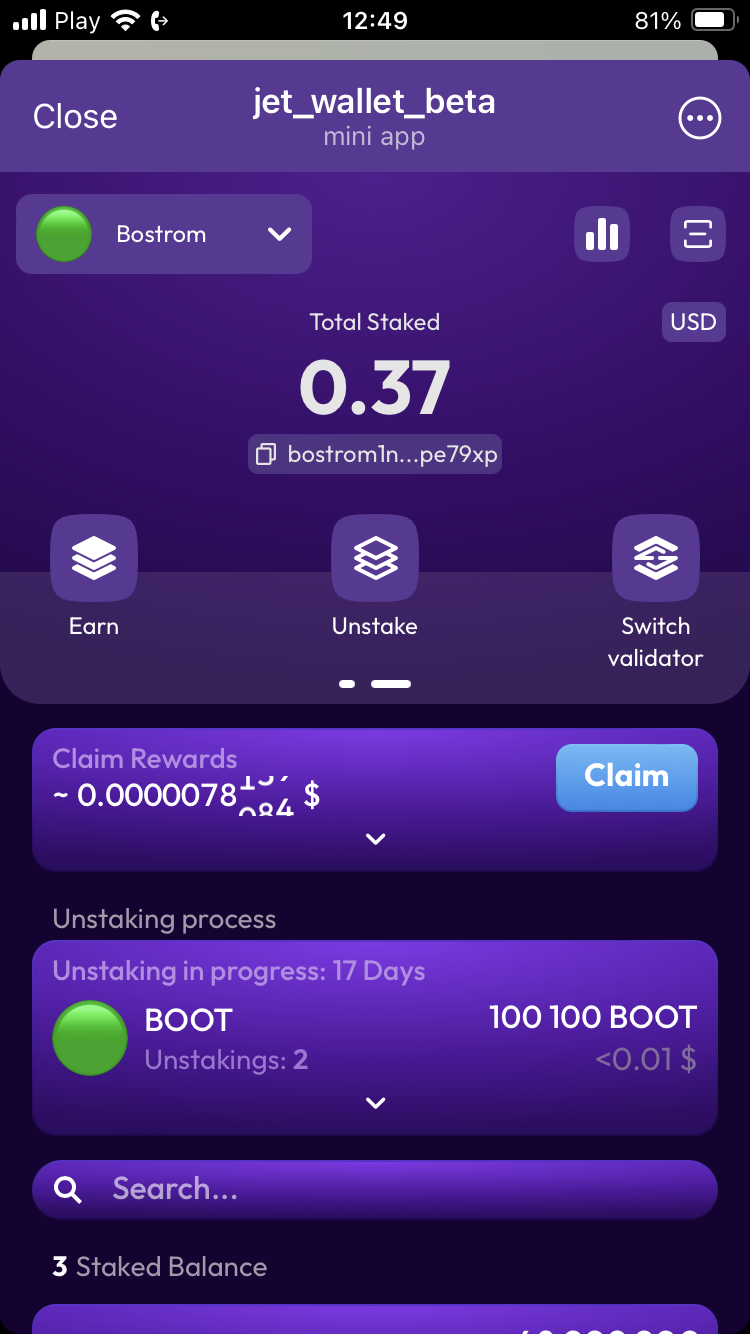 Play 12:49 81%
Close
jet_wallet_beta
mini app
Bostrom
Total Staked
USD
0.37
bostrom1n...pe79xp
Earn
Unstake
Switch
validator
Claim Rewards
~ 0.0000078 $
Claim
Unstaking process
Unstaking in progress: 17 Days
BOOT
100 100 BOOT
Unstakings: 2
<0.01 $
Search...
3 Staked Balance